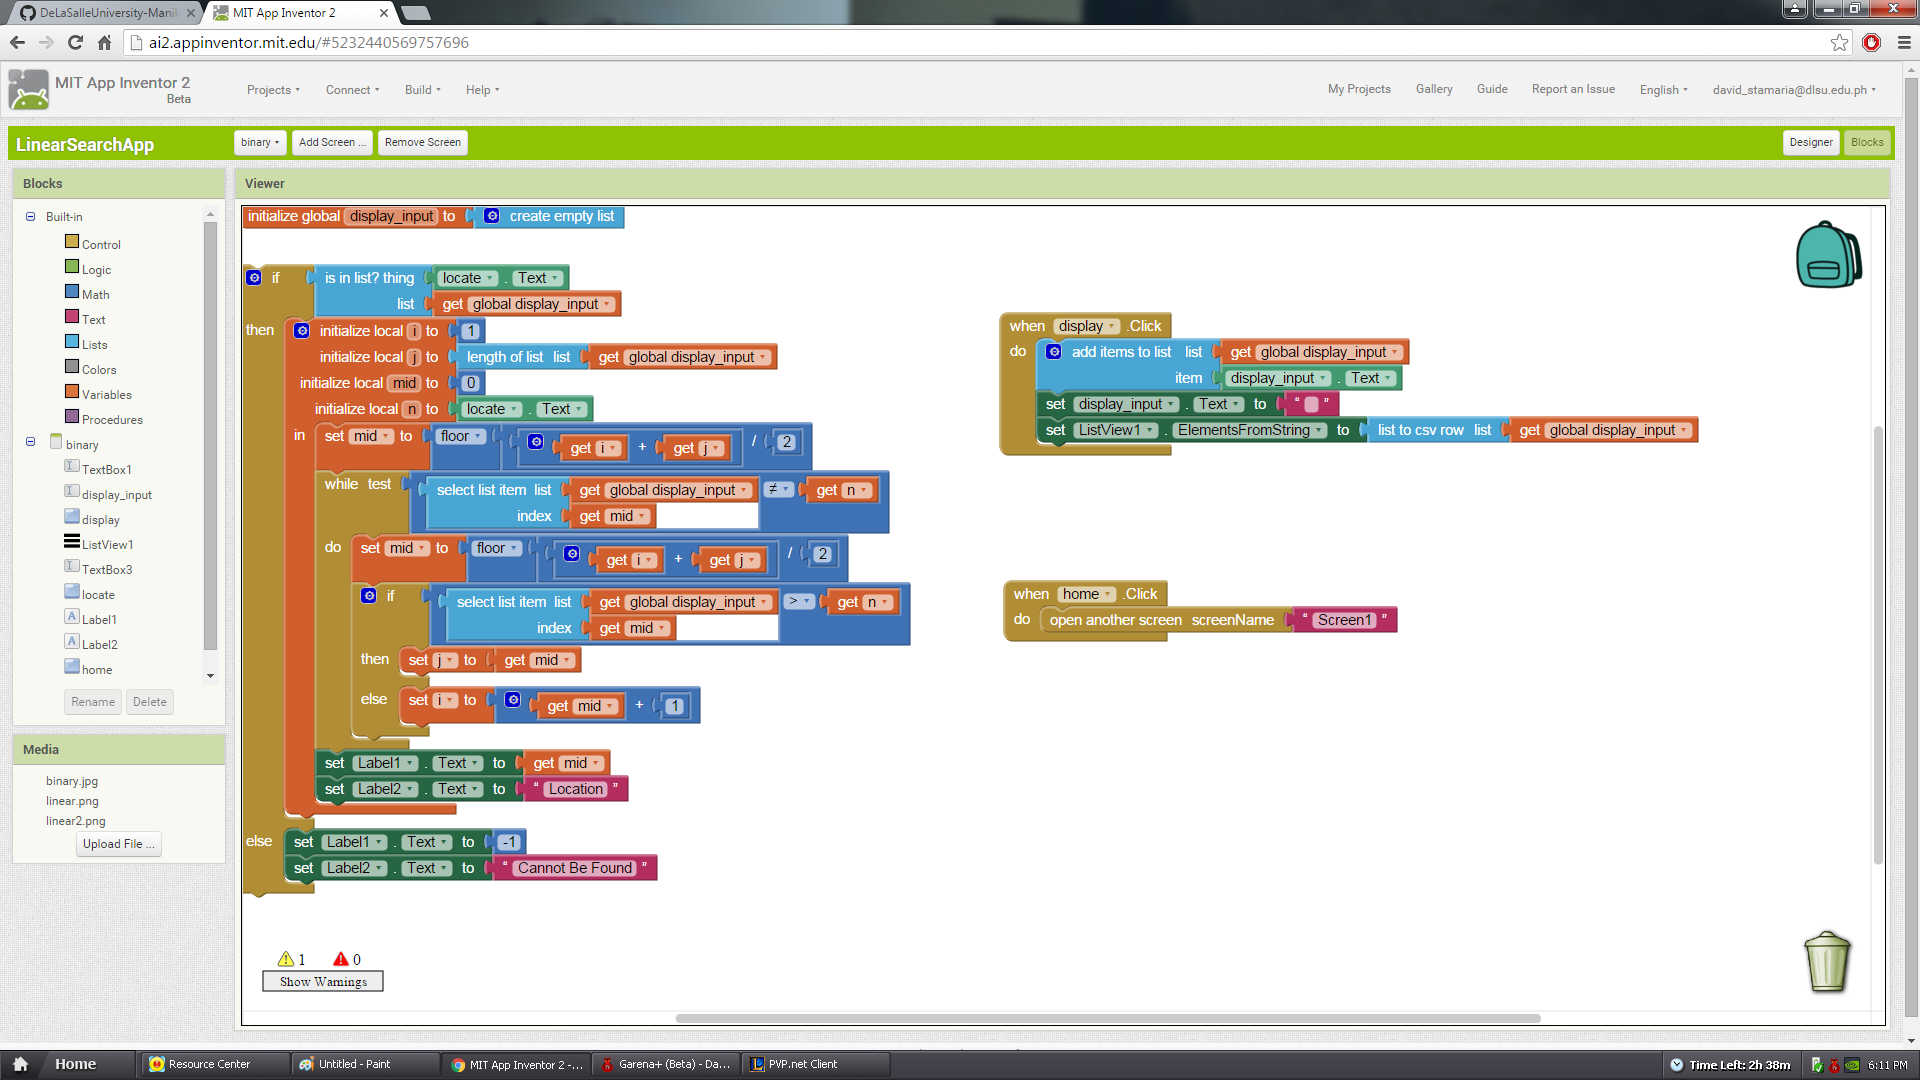 DeLaSalleUniversity-Manil
MIT App Inventor 2
ai2.appinventor.mit.edu/#5232440569757696
MIT App Inventor 2
Beta
Projects
Connect
Build
Help
My Projects
Gallery
Guide
Report an Issue
English
david_stamaria@dlsu.edu.ph
LinearSearchApp
binary
Add Screen ...
Remove Screen
Designer
Blocks
Blocks
Built-in
Control
Logic
Math
Text
Lists
Colors
Variables
Procedures
binary
TextBox1
display_input
display
ListView1
TextBox3
locate
Label1
Label2
home
Rename
Delete
Media
binary.jpg
linear.png
linear2.png
Upload File ...
Viewer
initialize global display_input to create empty list
if is in list? thing locate . Text
list get global display_input
then initialize local i to 1
initialize local j to length of list list get global display_input
initialize local mid to 0
initialize local n to locate . Text
in set mid to floor get i + get j / 2
while test select list item list get global display_input ≠ get n
index get mid
do set mid to floor get i + get j / 2
if select list item list get global display_input > get n
index get mid
then set j to get mid
else set i to get mid + 1
set Label1 . Text to get mid
set Label2 . Text to “ Location ”
else set Label1 . Text to -1
set Label2 . Text to “ Cannot Be Found ”
when display .Click
do add items to list list get global display_input
item display_input . Text
set display_input . Text to “ ”
set ListView1 . ElementsFromString to list to csv row list get global display_input
when home .Click
do open another screen screenName “ Screen1 ”
1 0
Show Warnings
Home
Resource Center
Untitled - Paint
MIT App Inventor 2 -...
Garena+ (Beta) - Da...
PVP.net Client
Time Left: 2h 38m
6:11 PM